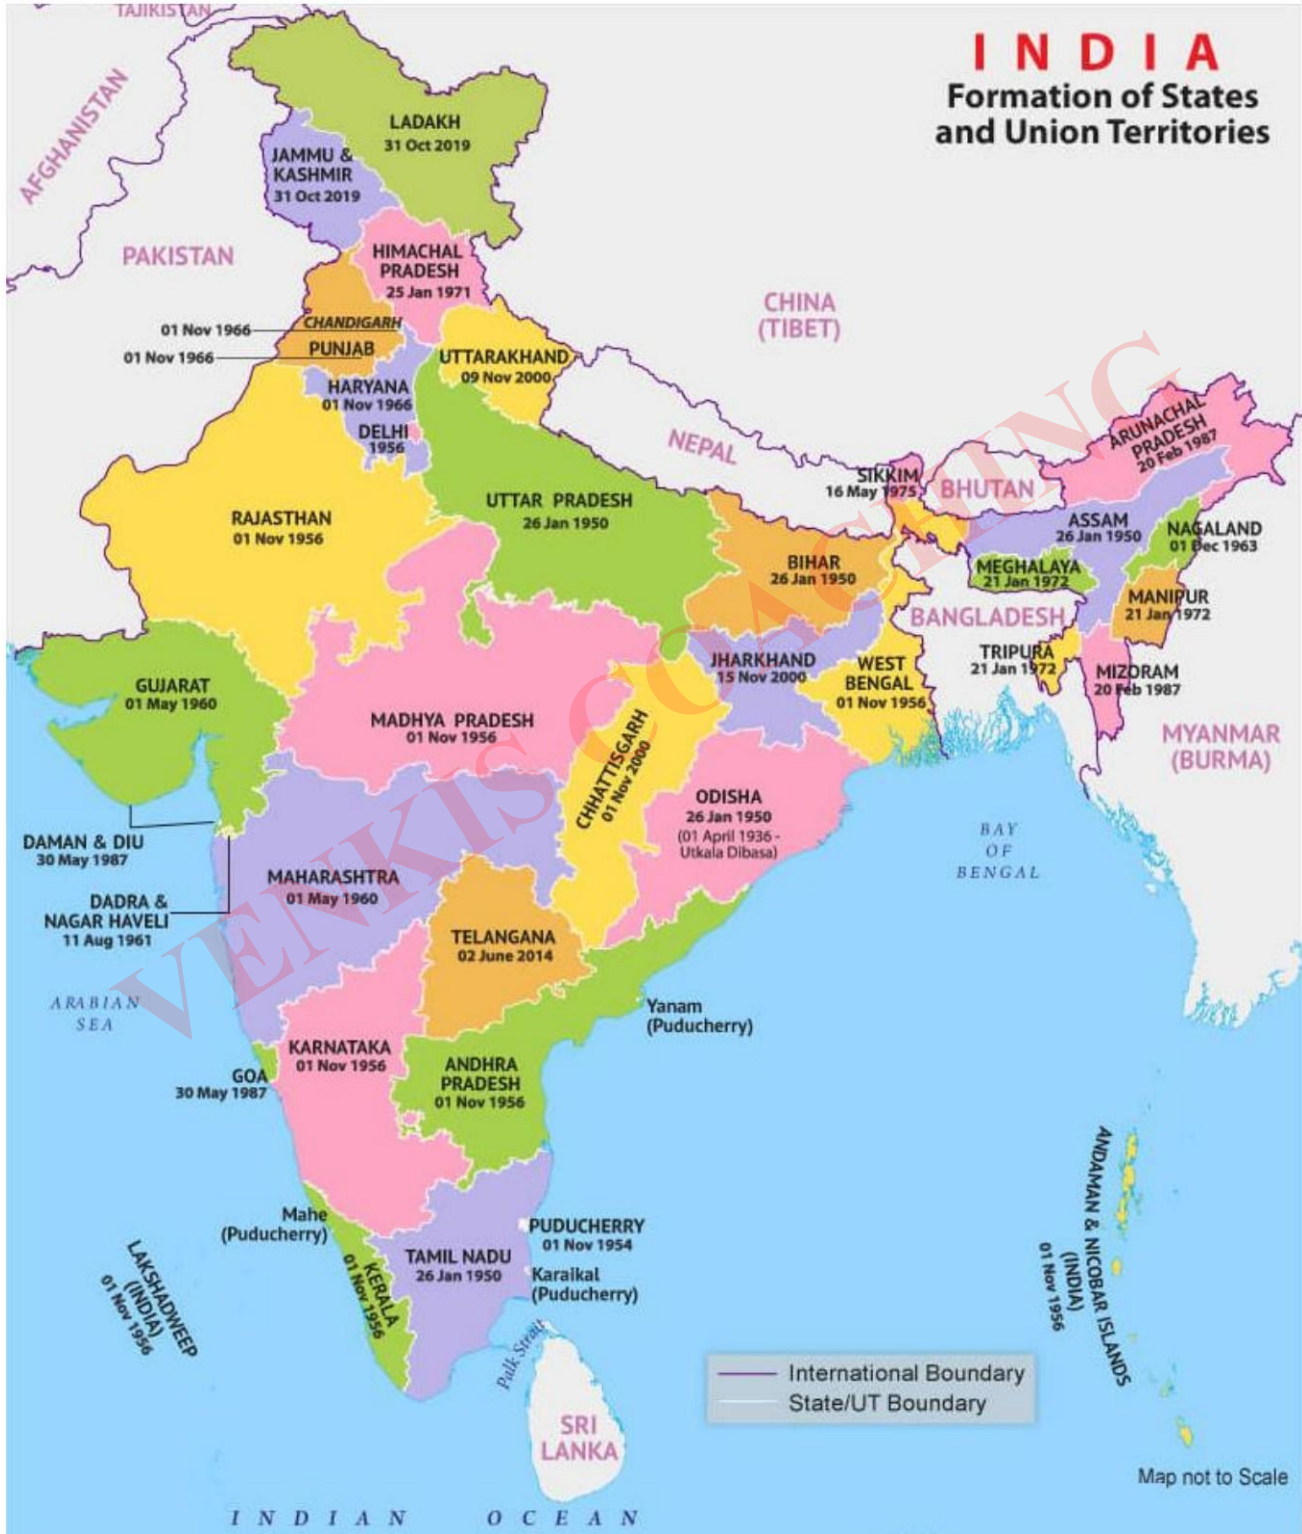 TAJIKISTAN
I N D I A
Formation of States
and Union Territories
AFGHANISTAN
LADAKH
31 Oct 2019
JAMMU &
KASHMIR
31 Oct 2019
PAKISTAN
HIMACHAL
PRADESH
25 Jan 1971
CHINA
(TIBET)
CHANDIGARH
01 Nov 1966
PUNJAB
01 Nov 1966
UTTARAKHAND
09 Nov 2000
HARYANA
01 Nov 1966
DELHI
1956
NEPAL
ARUNACHAL
PRADESH
20 Feb 1987
SIKKIM
16 May 1975
BHUTAN
RAJASTHAN
01 Nov 1956
UTTAR PRADESH
26 Jan 1950
ASSAM
26 Jan 1950
NAGALAND
01 Dec 1963
BIHAR
26 Jan 1950
MEGHALAYA
21 Jan 1972
MANIPUR
21 Jan 1972
BANGLADESH
TRIPURA
21 Jan 1972
MIZORAM
20 Feb 1987
JHARKHAND
15 Nov 2000
WEST
BENGAL
01 Nov 1956
GUJARAT
01 May 1960
MADHYA PRADESH
01 Nov 1956
CHHATTISGARH
01 Nov 2000
MYANMAR
(BURMA)
ODISHA
26 Jan 1950
(01 April 1936 -
Utkala Dibasa)
DAMAN & DIU
30 May 1987
BAY
OF
BENGAL
MAHARASHTRA
01 May 1960
DADRA &
NAGAR HAVELI
11 Aug 1961
TELANGANA
02 June 2014
ARABIAN
SEA
Yanam
(Puducherry)
KARNATAKA
01 Nov 1956
GOA
30 May 1987
ANDHRA
PRADESH
01 Nov 1956
ANDAMAN & NICOBAR ISLANDS
(INDIA)
01 Nov 1956
Mahe
(Puducherry)
PUDUCHERRY
01 Nov 1954
LAKSHADWEEP
(INDIA)
01 Nov 1956
KERALA
01 Nov 1956
TAMIL NADU
26 Jan 1950
Karaikal
(Puducherry)
Palk Strait
International Boundary
State/UT Boundary
SRI
LANKA
Map not to Scale
I N D I A N O C E A N
VENKIS COACHING